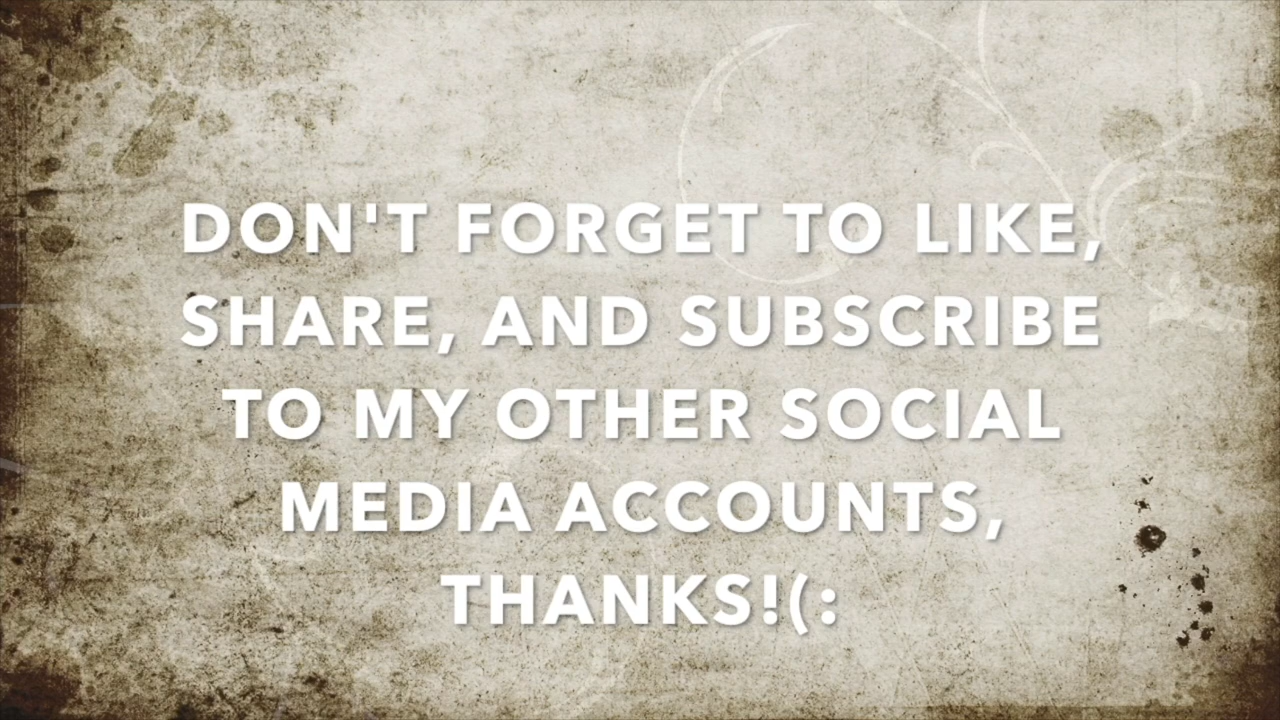 DON'T FORGET TO LIKE,
SHARE, AND SUBSCRIBE
TO MY OTHER SOCIAL
MEDIA ACCOUNTS,
THANKS!(: